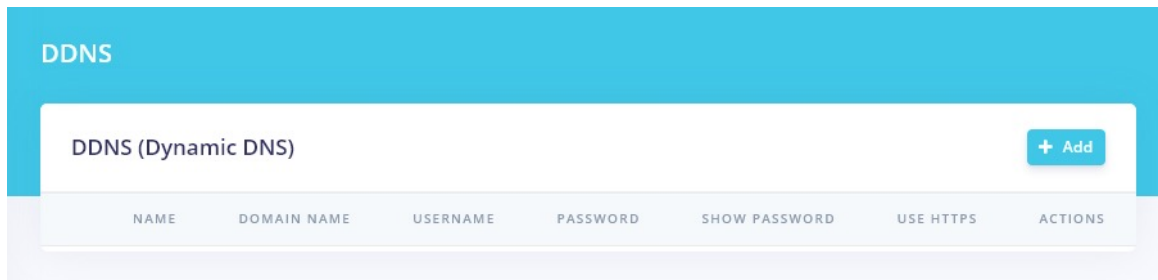 DDNS
DDNS (Dynamic DNS)
+ Add
NAME DOMAIN NAME USERNAME PASSWORD SHOW PASSWORD USE HTTPS ACTIONS